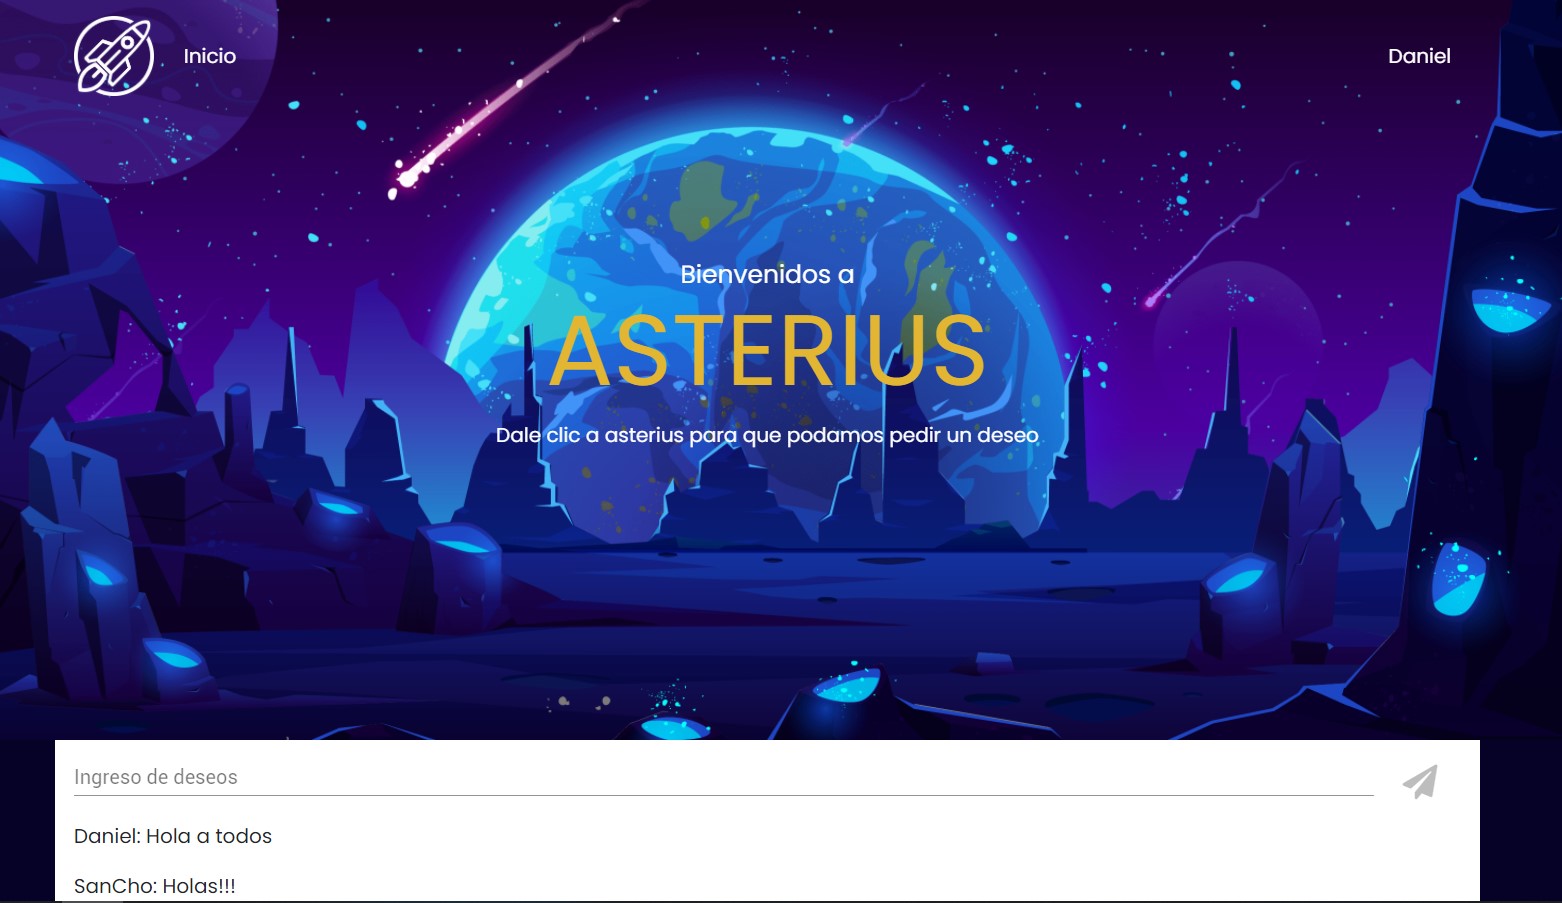 Inicio
Daniel
Bienvenidos a
ASTERIUS
Dale clic a asterius para que podamos pedir un deseo
Ingreso de deseos
Daniel: Hola a todos
SanCho: Holas!!!